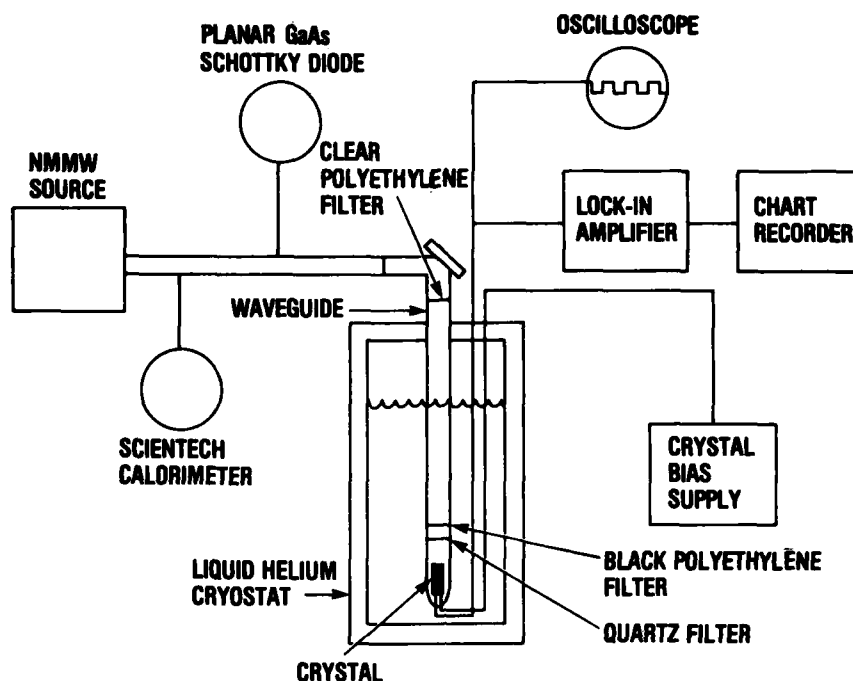 OSCILLOSCOPE
PLANAR GaAs
SCHOTTKY DIODE
CLEAR
POLYETHYLENE
FILTER
NMMW
SOURCE
LOCK-IN
AMPLIFIER
CHART
RECORDER
WAVEGUIDE
SCIENTECH
CALORIMETER
CRYSTAL
BIAS
SUPPLY
BLACK POLYETHYLENE
FILTER
LIQUID HELIUM
CRYOSTAT
QUARTZ FILTER
CRYSTAL